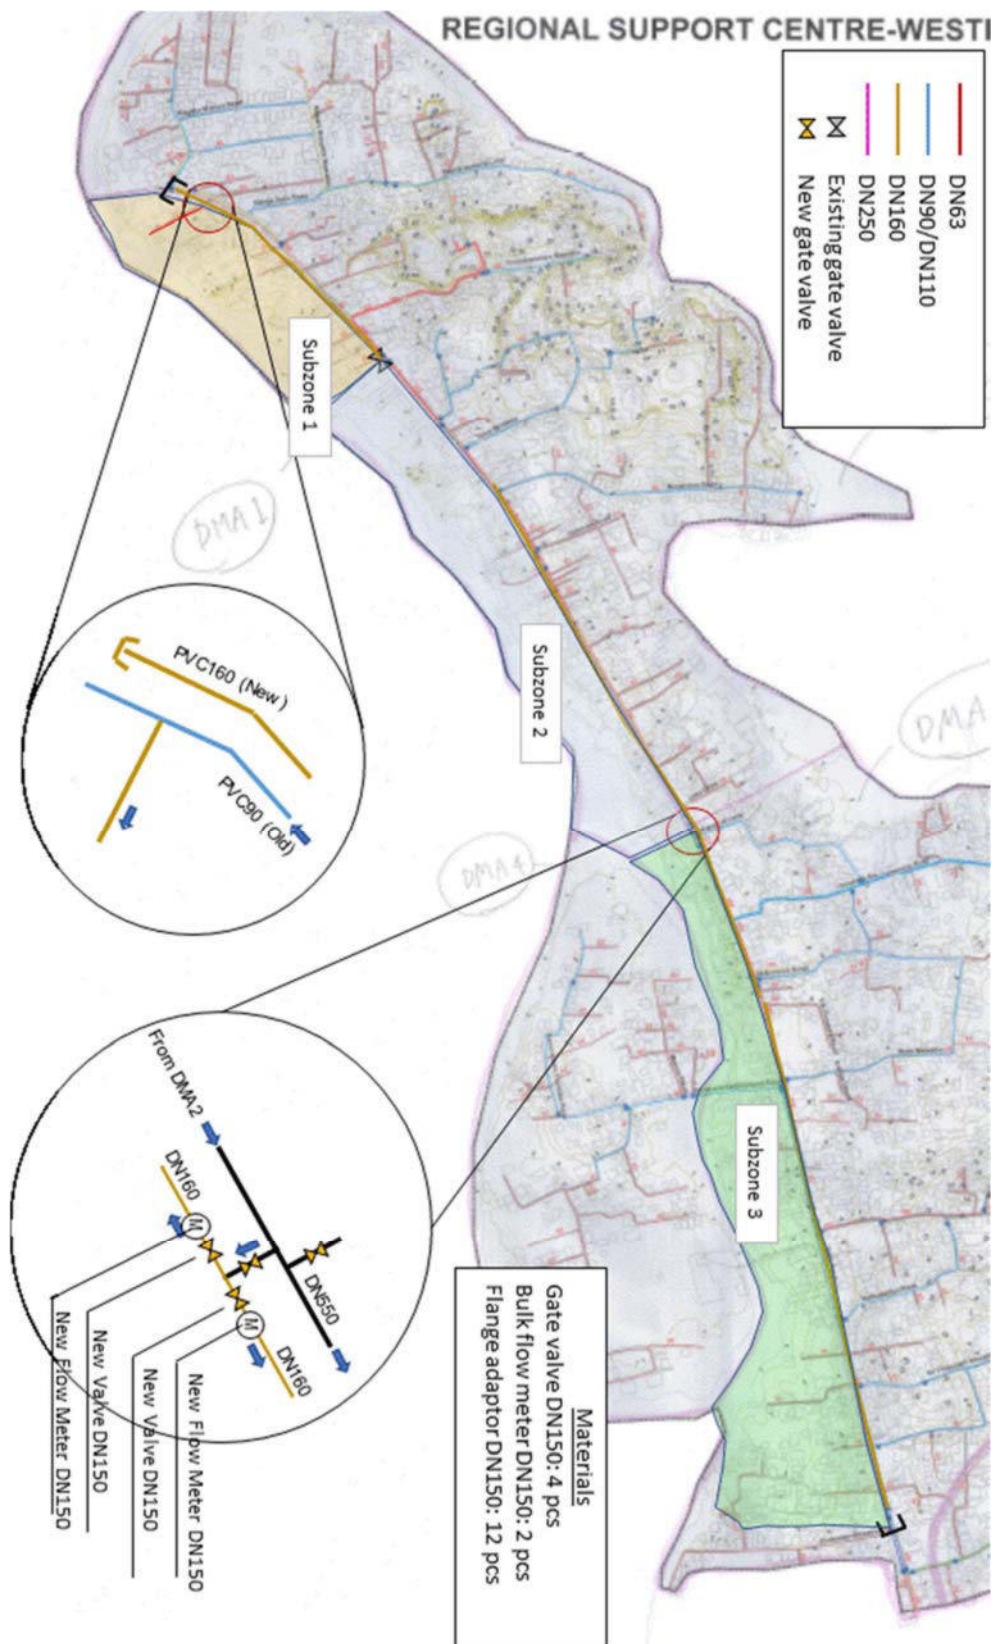 REGIONAL SUPPORT CENTRE-WESTE
DN63
DN90/DN110
DN160
DN250
Existing gate valve
New gate valve
Subzone 1
DMA 1
Subzone 2
DMA
DMA 4
Subzone 3
PVC160 (New)
PVC90 (Old)
From DMA2
DN160
M
DN550
M
DN160
New Flow Meter DN150
New Valve DN150
New Valve DN150
New Flow Meter DN150
Materials
Gate valve DN150: 4 pcs
Bulk flow meter DN150: 2 pcs
Flange adaptor DN150: 12 pcs